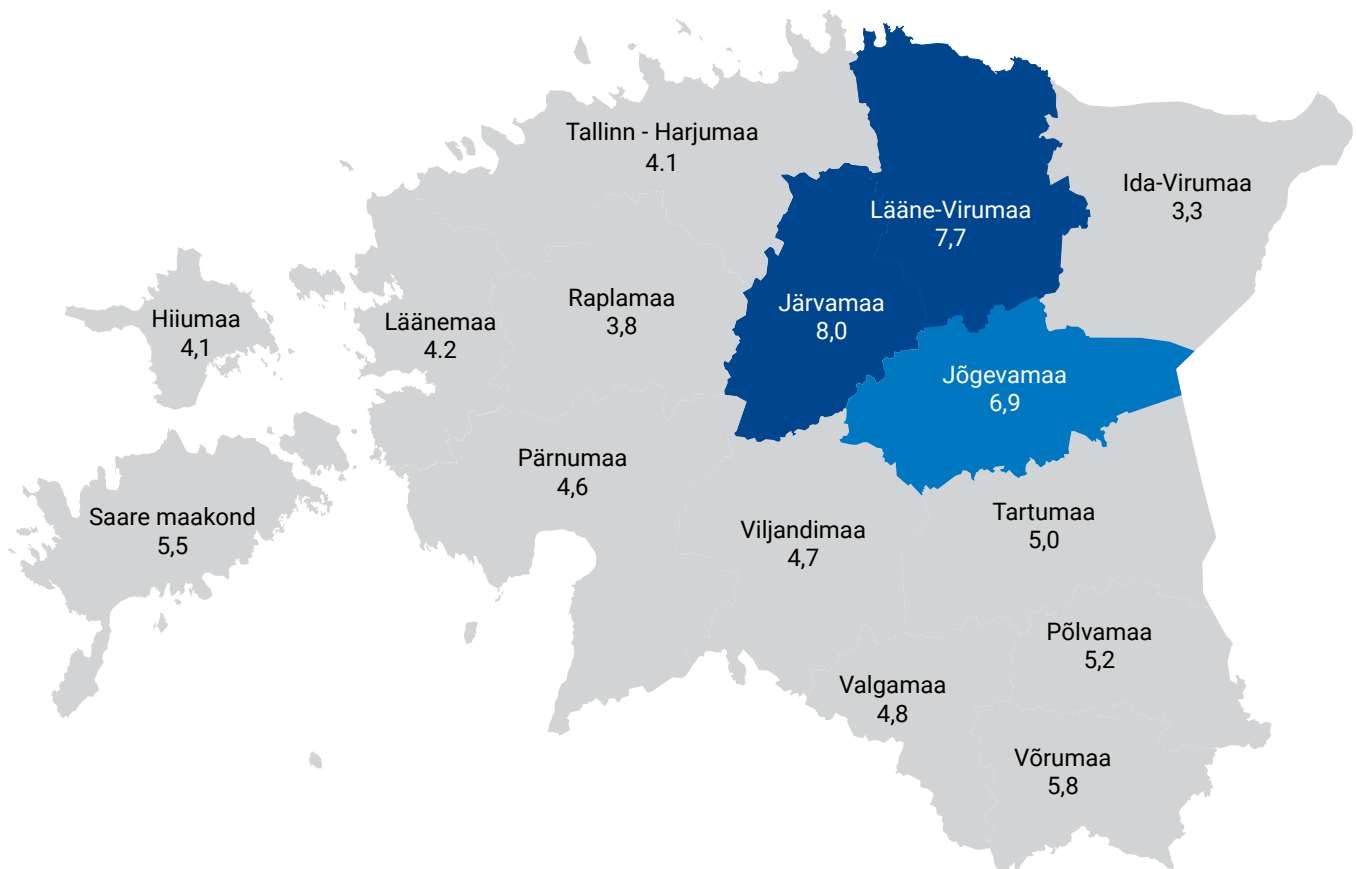 Tallinn - Harjumaa
4.1
Ida-Virumaa
3,3
Lääne-Virumaa
7,7
Hiiumaa
4,1
Läänemaa
4.2
Raplamaa
3,8
Järvamaa
8,0
Jõgevamaa
6,9
Pärnumaa
4,6
Saare maakond
5,5
Viljandimaa
4,7
Tartumaa
5,0
Põlvamaa
5,2
Valgamaa
4,8
Võrumaa
5,8